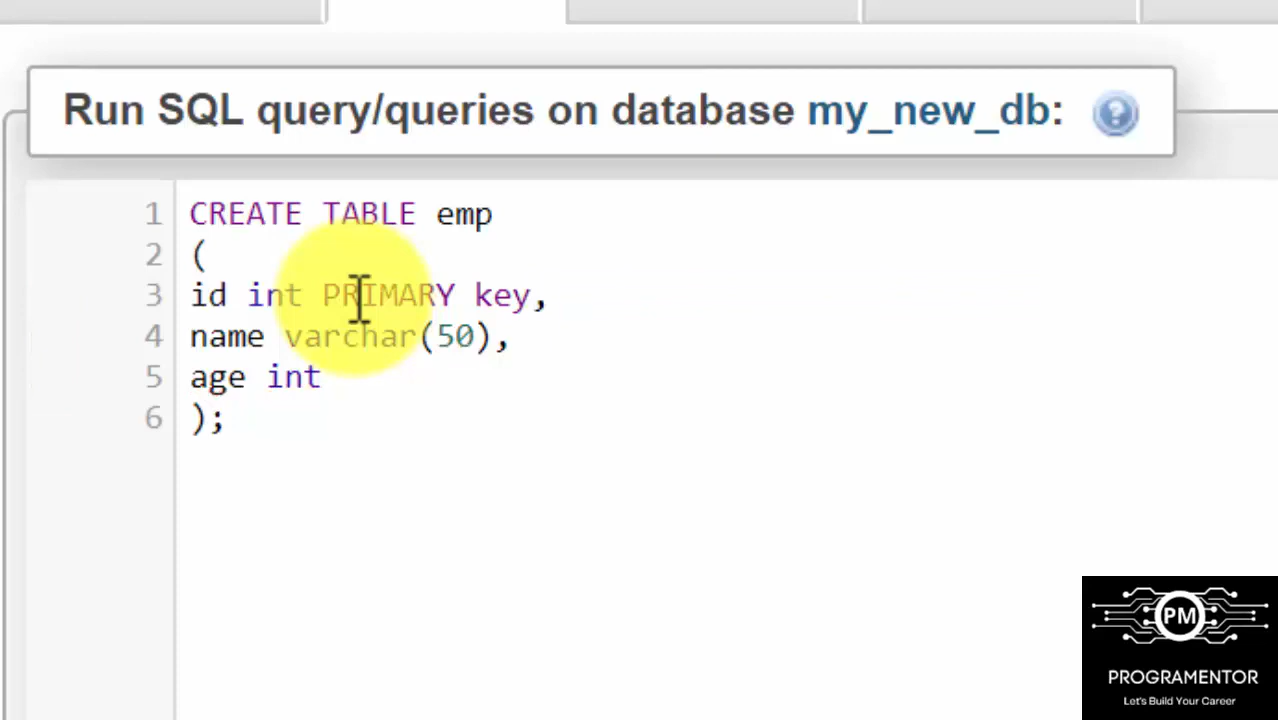 Run SQL query/queries on database my_new_db:
1 CREATE TABLE emp
2 (
3 id int PRIMARY key,
4 name varchar(50),
5 age int
6 );
PM
PROGRAMENTOR
Let's Build Your Career